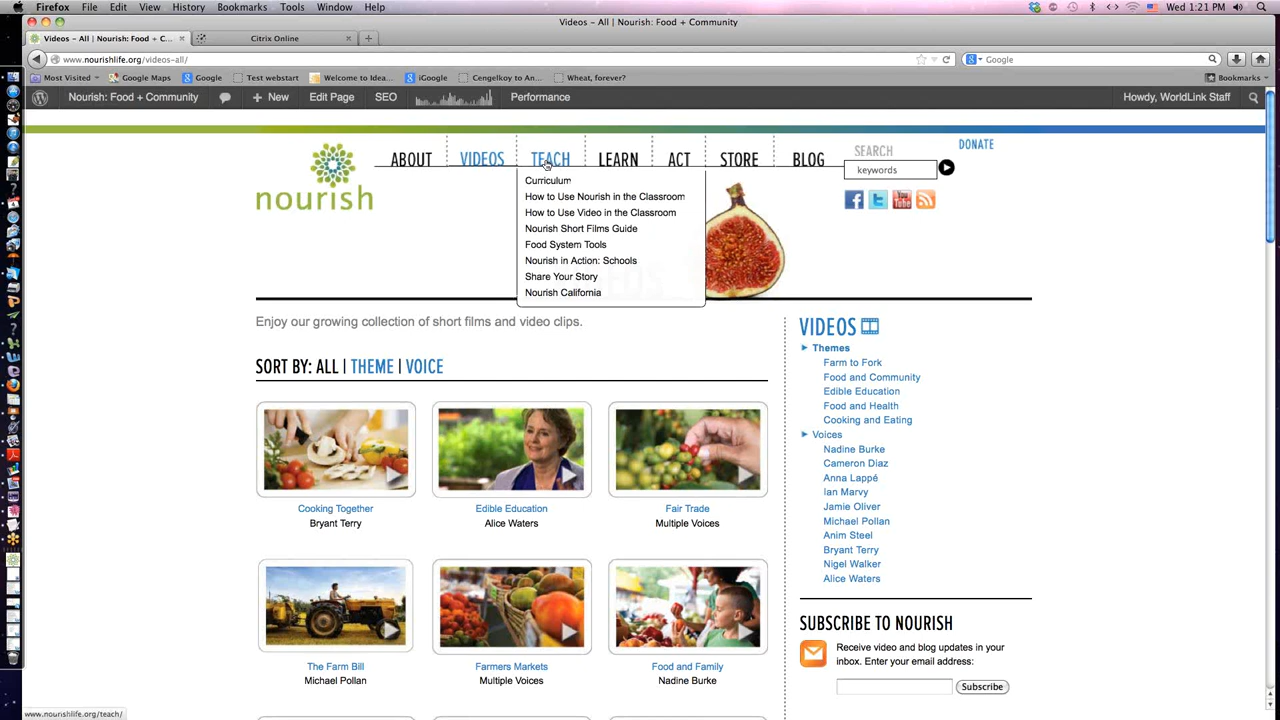 Firefox File Edit View History Bookmarks Tools Window Help Wed 1:21 PM
Videos - All | Nourish: Food + Community
Videos - All | Nourish: Food + C... Citrix Online
www.nourishlife.org/videos-all/ Google
Most Visited Google Maps Google Test webstart Welcome to Idea... iGoogle Cengelkoy to An... Wheat, forever? Bookmarks
Nourish: Food + Community New Edit Page SEO Performance Howdy, WorldLink Staff
DONATE
ABOUT VIDEOS TEACH LEARN ACT STORE BLOG SEARCH
keywords
nourish
Curriculum
How to Use Nourish in the Classroom
How to Use Video in the Classroom
Nourish Short Films Guide
Food System Tools
Nourish in Action: Schools
Share Your Story
Nourish California
Enjoy our growing collection of short films and video clips.
SORT BY: ALL | THEME | VOICE
Cooking Together
Bryant Terry
Edible Education
Alice Waters
Fair Trade
Multiple Voices
The Farm Bill
Michael Pollan
Farmers Markets
Multiple Voices
Food and Family
Nadine Burke
VIDEOS
Themes
Farm to Fork
Food and Community
Edible Education
Food and Health
Cooking and Eating
Voices
Nadine Burke
Cameron Diaz
Anna Lappé
Ian Marvy
Jamie Oliver
Michael Pollan
Anim Steel
Bryant Terry
Nigel Walker
Alice Waters
SUBSCRIBE TO NOURISH
Receive video and blog updates in your
inbox. Enter your email address:
Subscribe
www.nourishlife.org/teach/